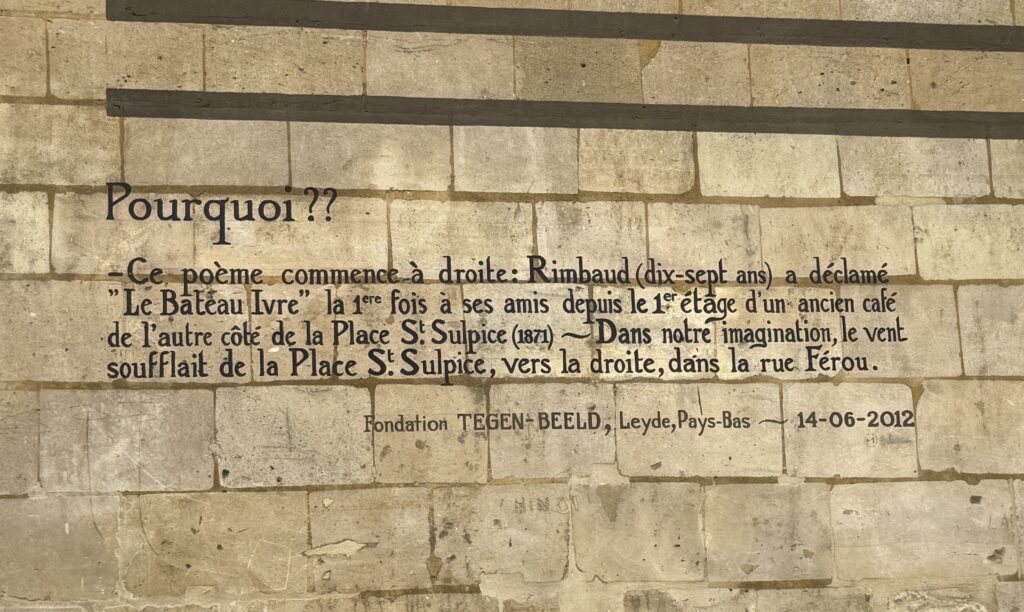 Pourquoi ??
-Ce poème commence à droite: Rimbaud (dix-sept ans) a déclamé
"Le Bateau Ivre" la 1ere fois à ses amis depuis le 1er étage d'un ancien café
de l'autre côté de la Place St. Sulpice (1871) ~ Dans notre imagination, le vent
soufflait de la Place St. Sulpice, vers la droite, dans la rue Férou.
Fondation TEGEN-BEELD, Leyde, Pays-Bas ~ 14-06-2012